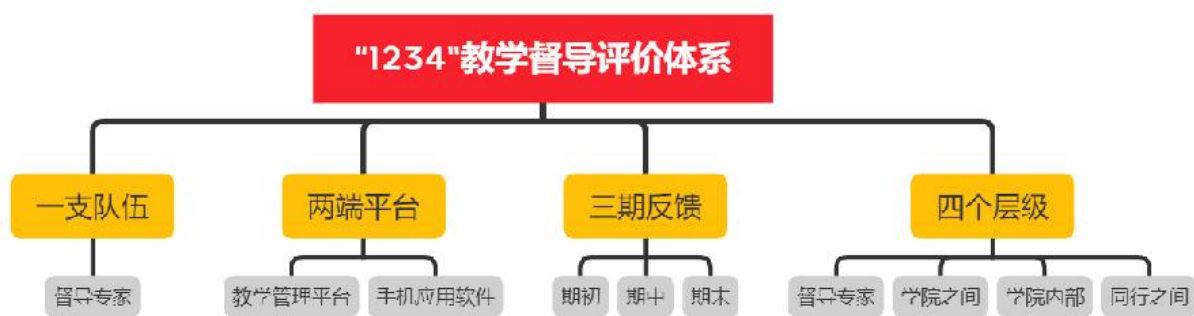 “1234”教学督导评价体系
一支队伍 两端平台 三期反馈 四个层级
督导专家 教学管理平台 手机应用软件 期初 期中 期末 督导专家 学院之间 学院内部 同行之间